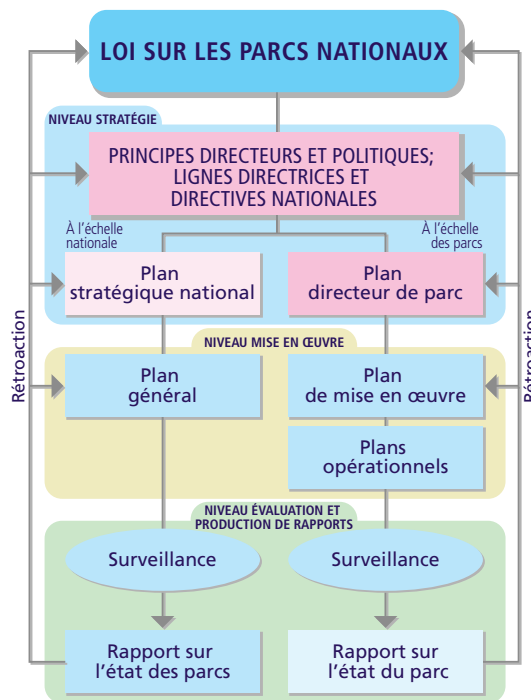 LOI SUR LES PARCS NATIONAUX
NIVEAU STRATÉGIE
PRINCIPES DIRECTEURS ET POLITIQUES;
LIGNES DIRECTRICES ET
DIRECTIVES NATIONALES
À l'échelle
nationale
À l'échelle
des parcs
Plan
stratégique national
Plan
directeur de parc
NIVEAU MISE EN ŒUVRE
Plan
général
Plan
de mise en œuvre
Plans
opérationnels
Rétroaction
Rétroaction
NIVEAU ÉVALUATION ET
PRODUCTION DE RAPPORTS
Surveillance
Surveillance
Rapport sur
l'état des parcs
Rapport sur
l'état du parc